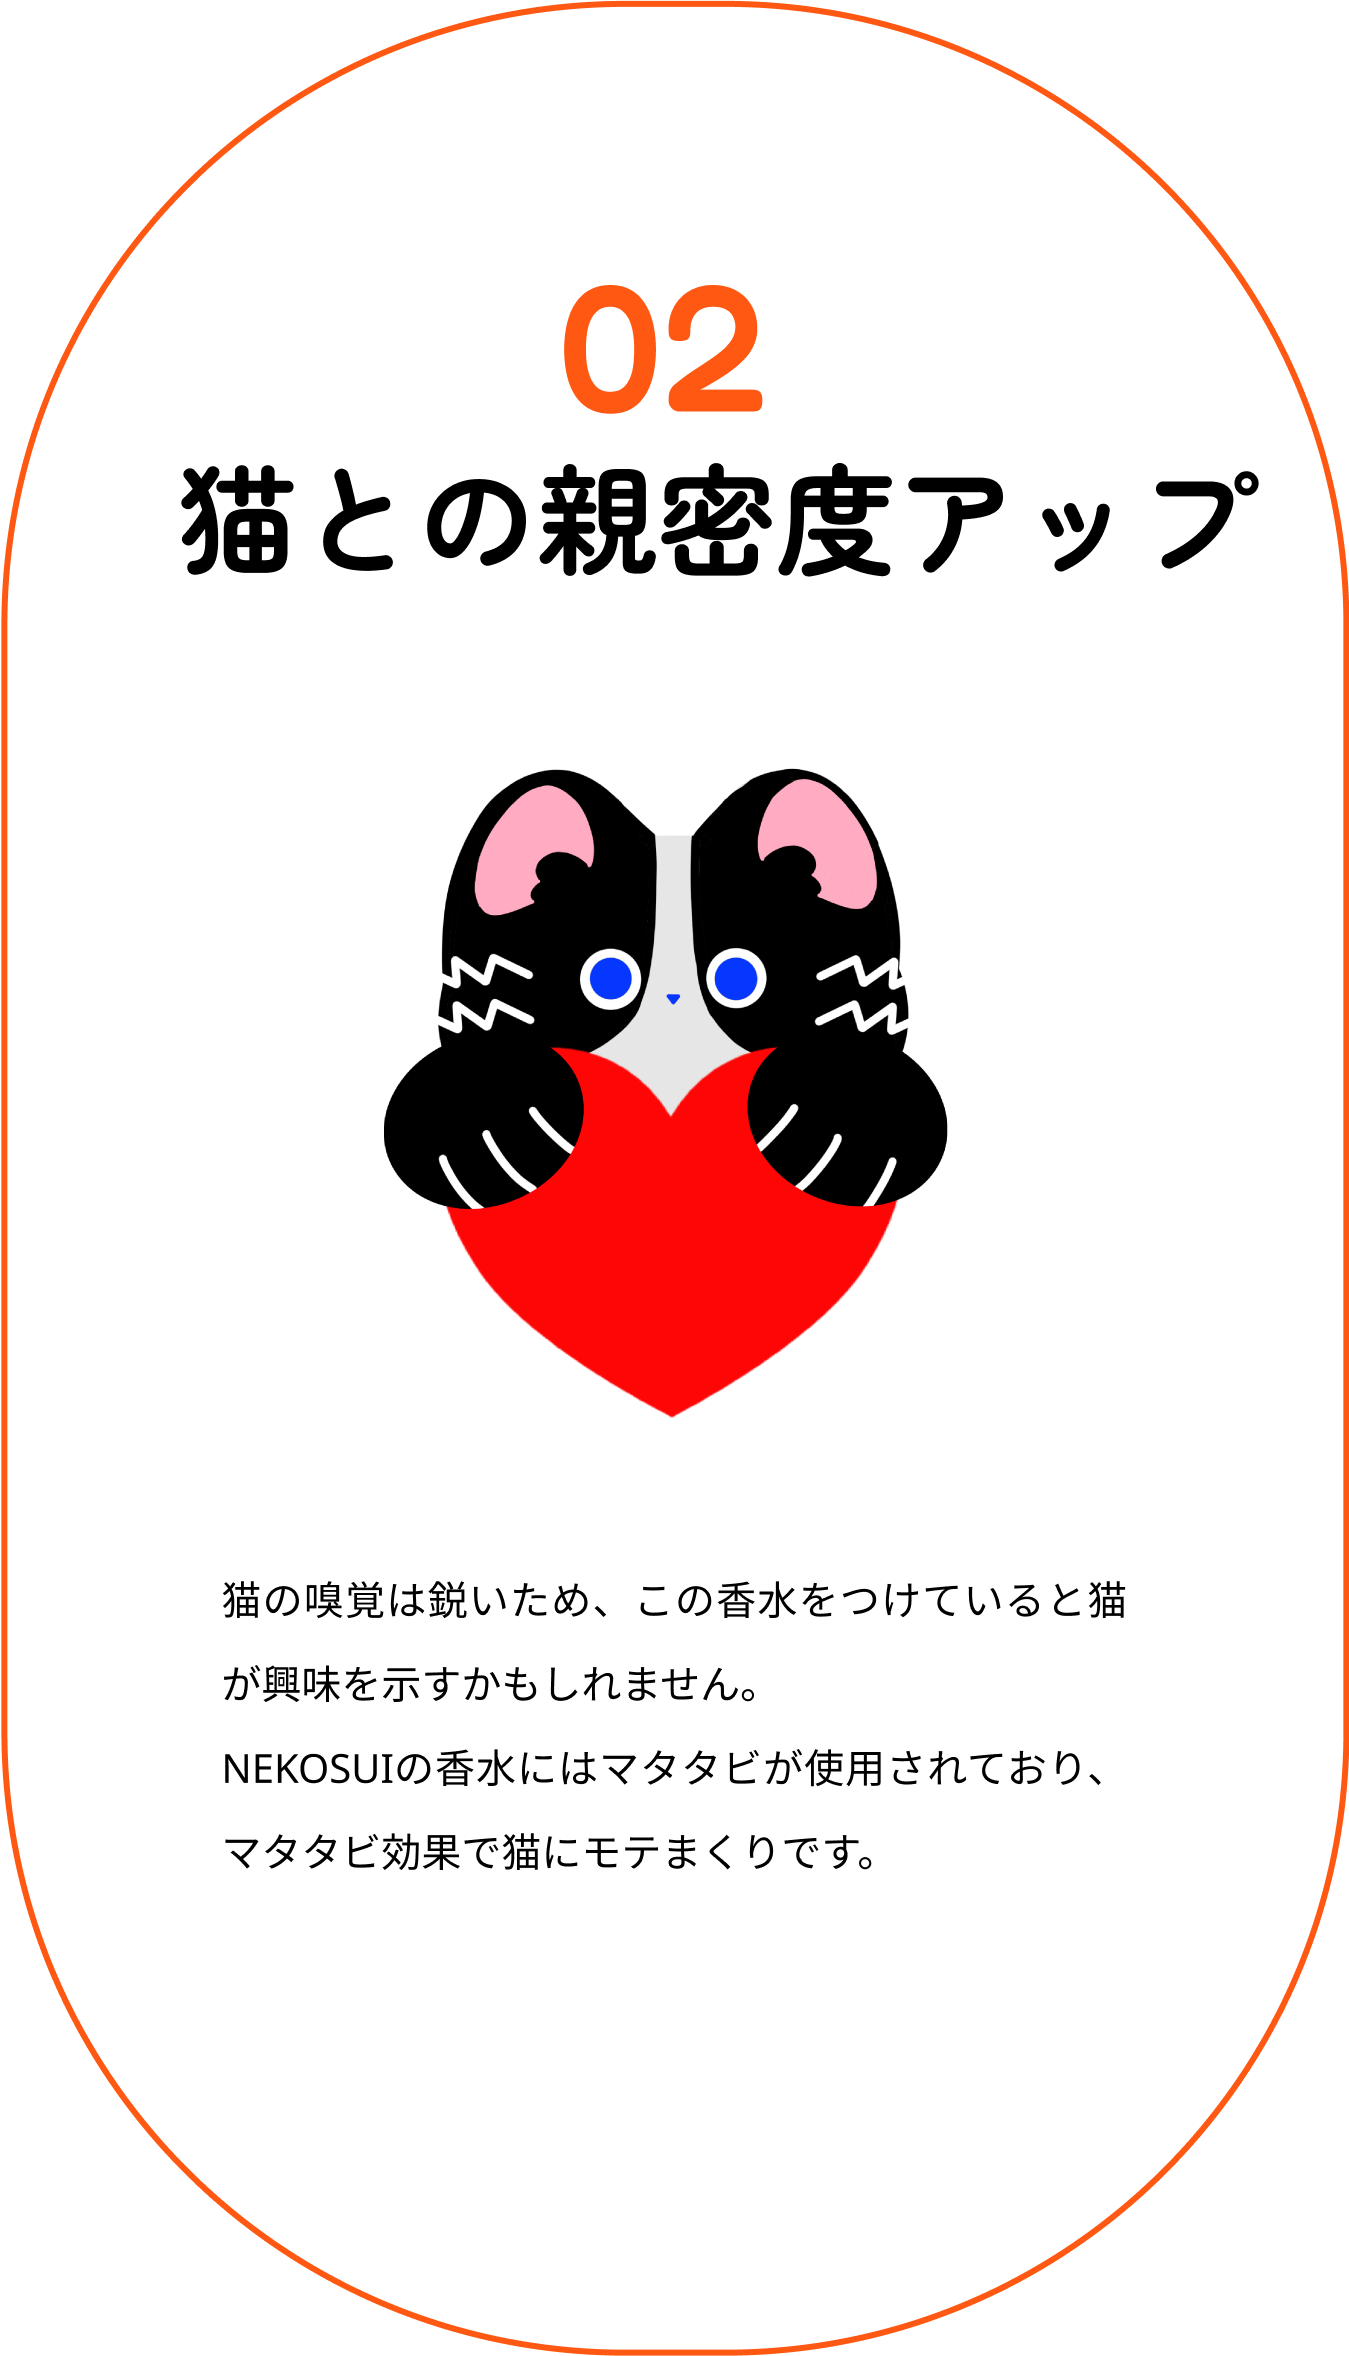 02
猫との親密度アップ
猫の嗅覚は鋭いため、この香水をつけていると猫
が興味を示すかもしれません。
NEKOSUIの香水にはマタタビが使用されており、
マタタビ効果で猫にモテまくりです。